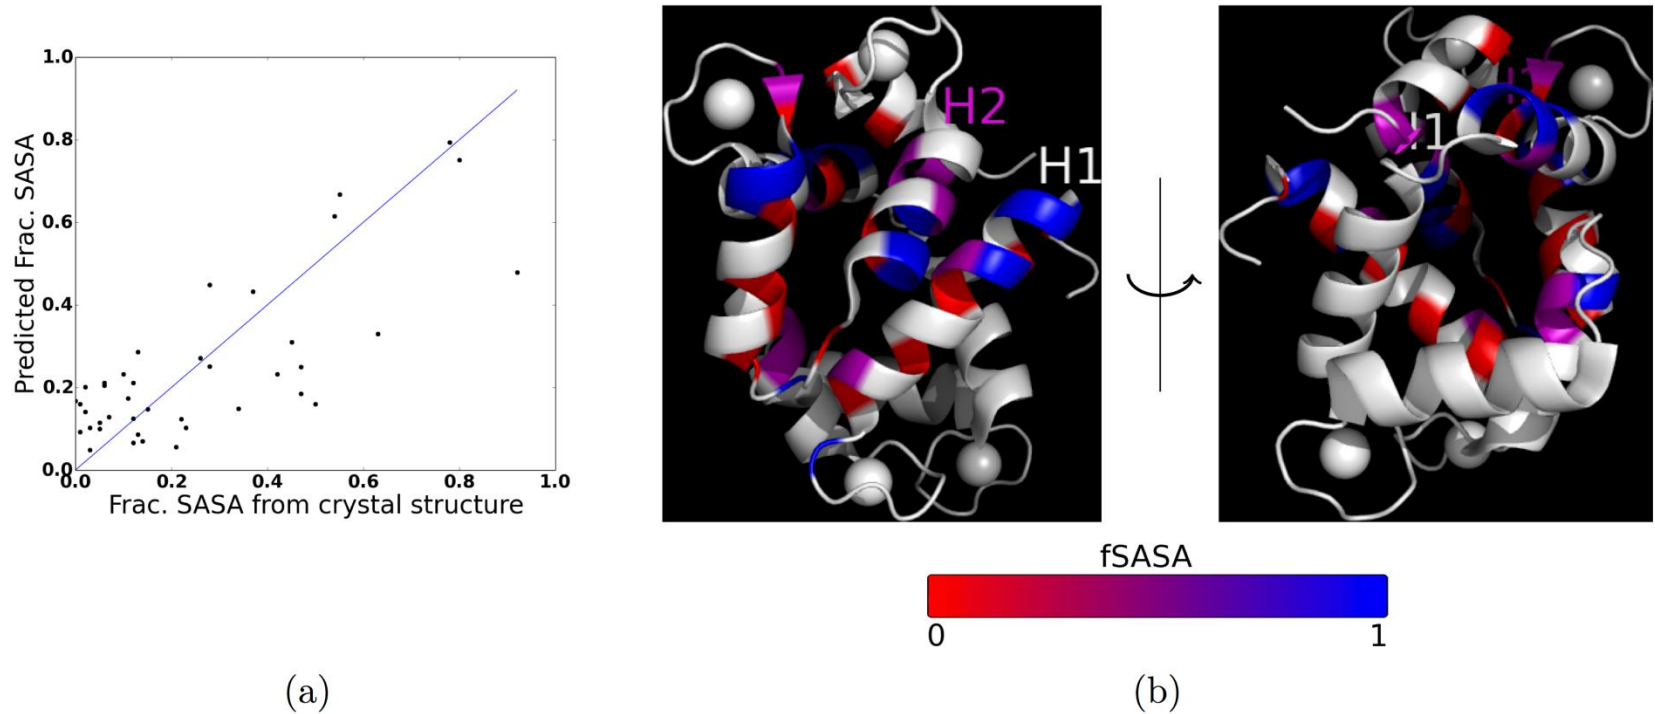 1.0
0.8
0.6
0.4
0.2
0.0
0.0 0.2 0.4 0.6 0.8 1.0
Predicted Frac. SASA
Frac. SASA from crystal structure
(a)
H2
H1
fSASA
0 1
(b)